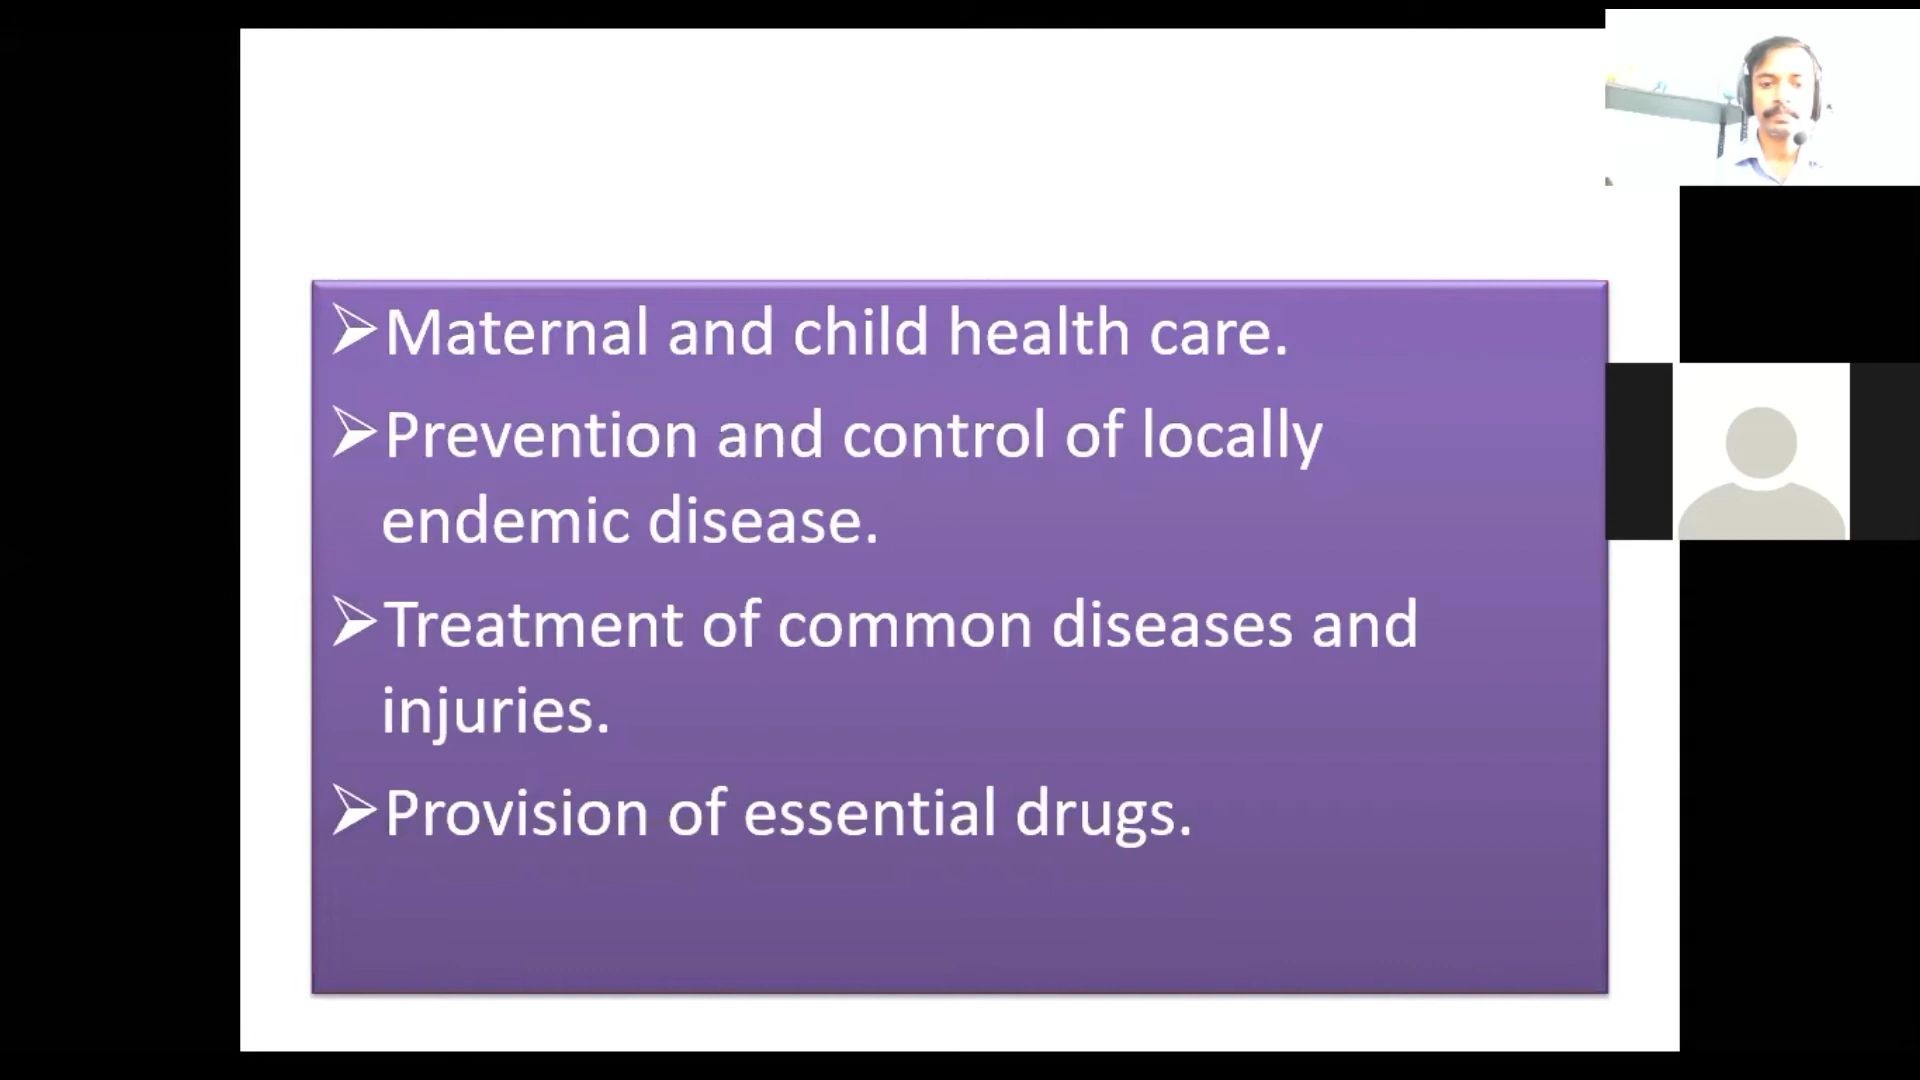 ➢Maternal and child health care.
➢Prevention and control of locally
endemic disease.
➢Treatment of common diseases and
injuries.
➢Provision of essential drugs.